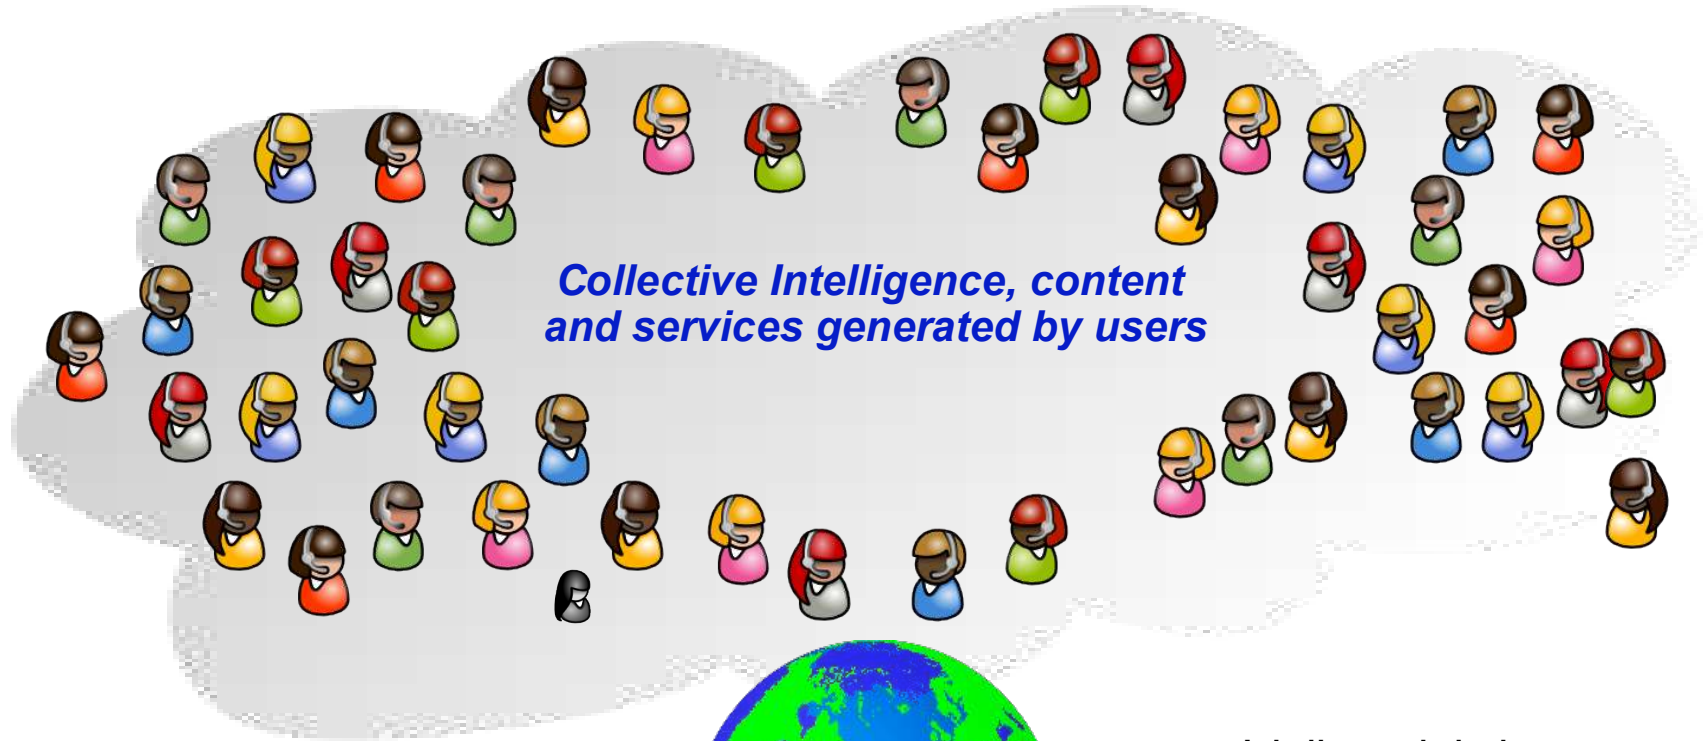 Collective Intelligence, content
and services generated by users